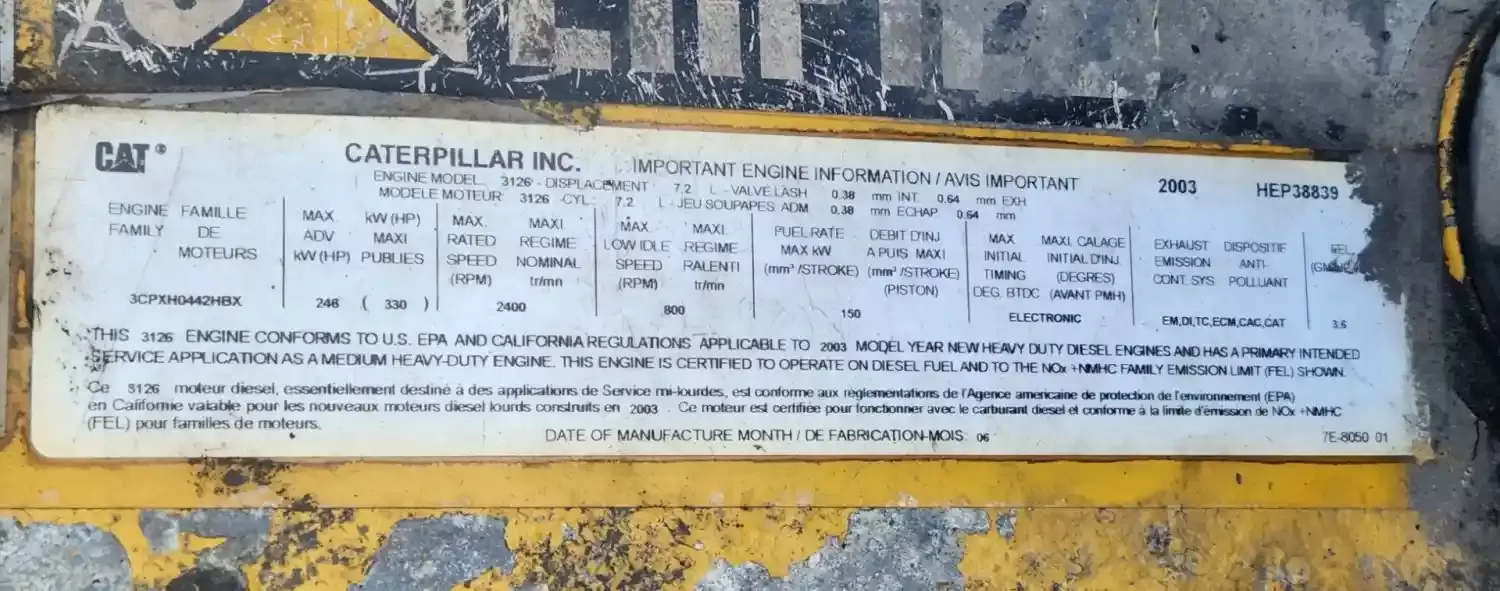 CAT® CATERPILLAR INC. IMPORTANT ENGINE INFORMATION / AVIS IMPORTANT 2003 HEP38839
ENGINE MODEL 3126 - DISPLACEMENT 7.2 L - VALVE LASH 0.38 mm INT. 0.64 mm EXH
MODELE MOTEUR 3126 -CYL. 7.2 L - JEU SOUPAPES ADM 0.38 mm ECHAP 0.64 mm
ENGINE FAMILLE
FAMILY DE
MOTEURS
3CPXH0442HBX
MAX. kW (HP)
ADV MAXI
kW (HP) PUBLIES
246 ( 330 )
MAX. MAXI
RATED REGIME
SPEED NOMINAL
(RPM) tr/mn
2400
MAX. MAXI.
LOW IDLE REGIME
SPEED RALENTI
(RPM) tr/mn
800
PUEL RATE DEBIT D'INJ
MAX kW A PUIS MAXI
(mm³ /STROKE) (mm³ /STROKE)
(PISTON)
150
MAX MAXI. CALAGE
INITIAL INITIAL D'INJ.
TIMING (DEGRES)
DEG. BTDC (AVANT PMH)
ELECTRONIC
EXHAUST DISPOSITIF
EMISSION ANTI-
CONT. SYS POLLUANT
EM,DI,TC,ECM,CAC,CAT
3.5
THIS 3126 ENGINE CONFORMS TO U.S. EPA AND CALIFORNIA REGULATIONS APPLICABLE TO 2003 MODEL YEAR NEW HEAVY DUTY DIESEL ENGINES AND HAS A PRIMARY INTENDED
SERVICE APPLICATION AS A MEDIUM HEAVY-DUTY ENGINE. THIS ENGINE IS CERTIFIED TO OPERATE ON DIESEL FUEL AND TO THE NOx +NMHC FAMILY EMISSION LIMIT (FEL) SHOWN.
Ce 3126 moteur diesel, essentiellement destiné à des applications de Service mi-lourdes, est conforme aux réglementations de l'Agence americaine de protection de l'environnement (EPA)
en Californie valable pour les nouveaux moteurs diesel lourds construits en 2003 . Ce moteur est certifiée pour fonctionner avec le carburant diesel et conforme à la limite d'émission de NOx +NMHC
(FEL) pour familles de moteurs.
DATE OF MANUFACTURE MONTH / DE FABRICATION-MOIS: 06
7E-8050 01